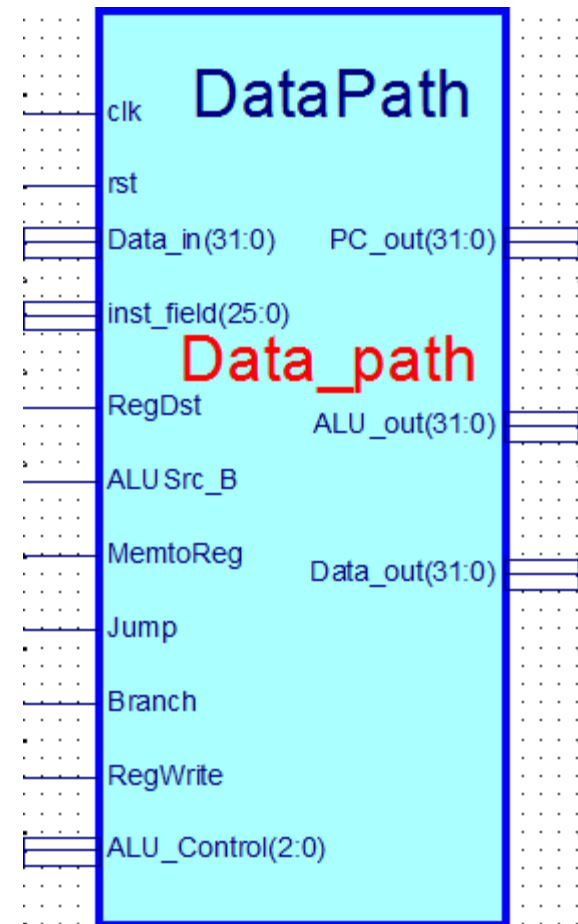 DataPath
clk
rst
Data_in(31:0) PC_out(31:0)
inst_field(25:0)
Data_path
RegDst
ALU_out(31:0)
ALUSrc_B
MemtoReg
Data_out(31:0)
Jump
Branch
RegWrite
ALU_Control(2:0)